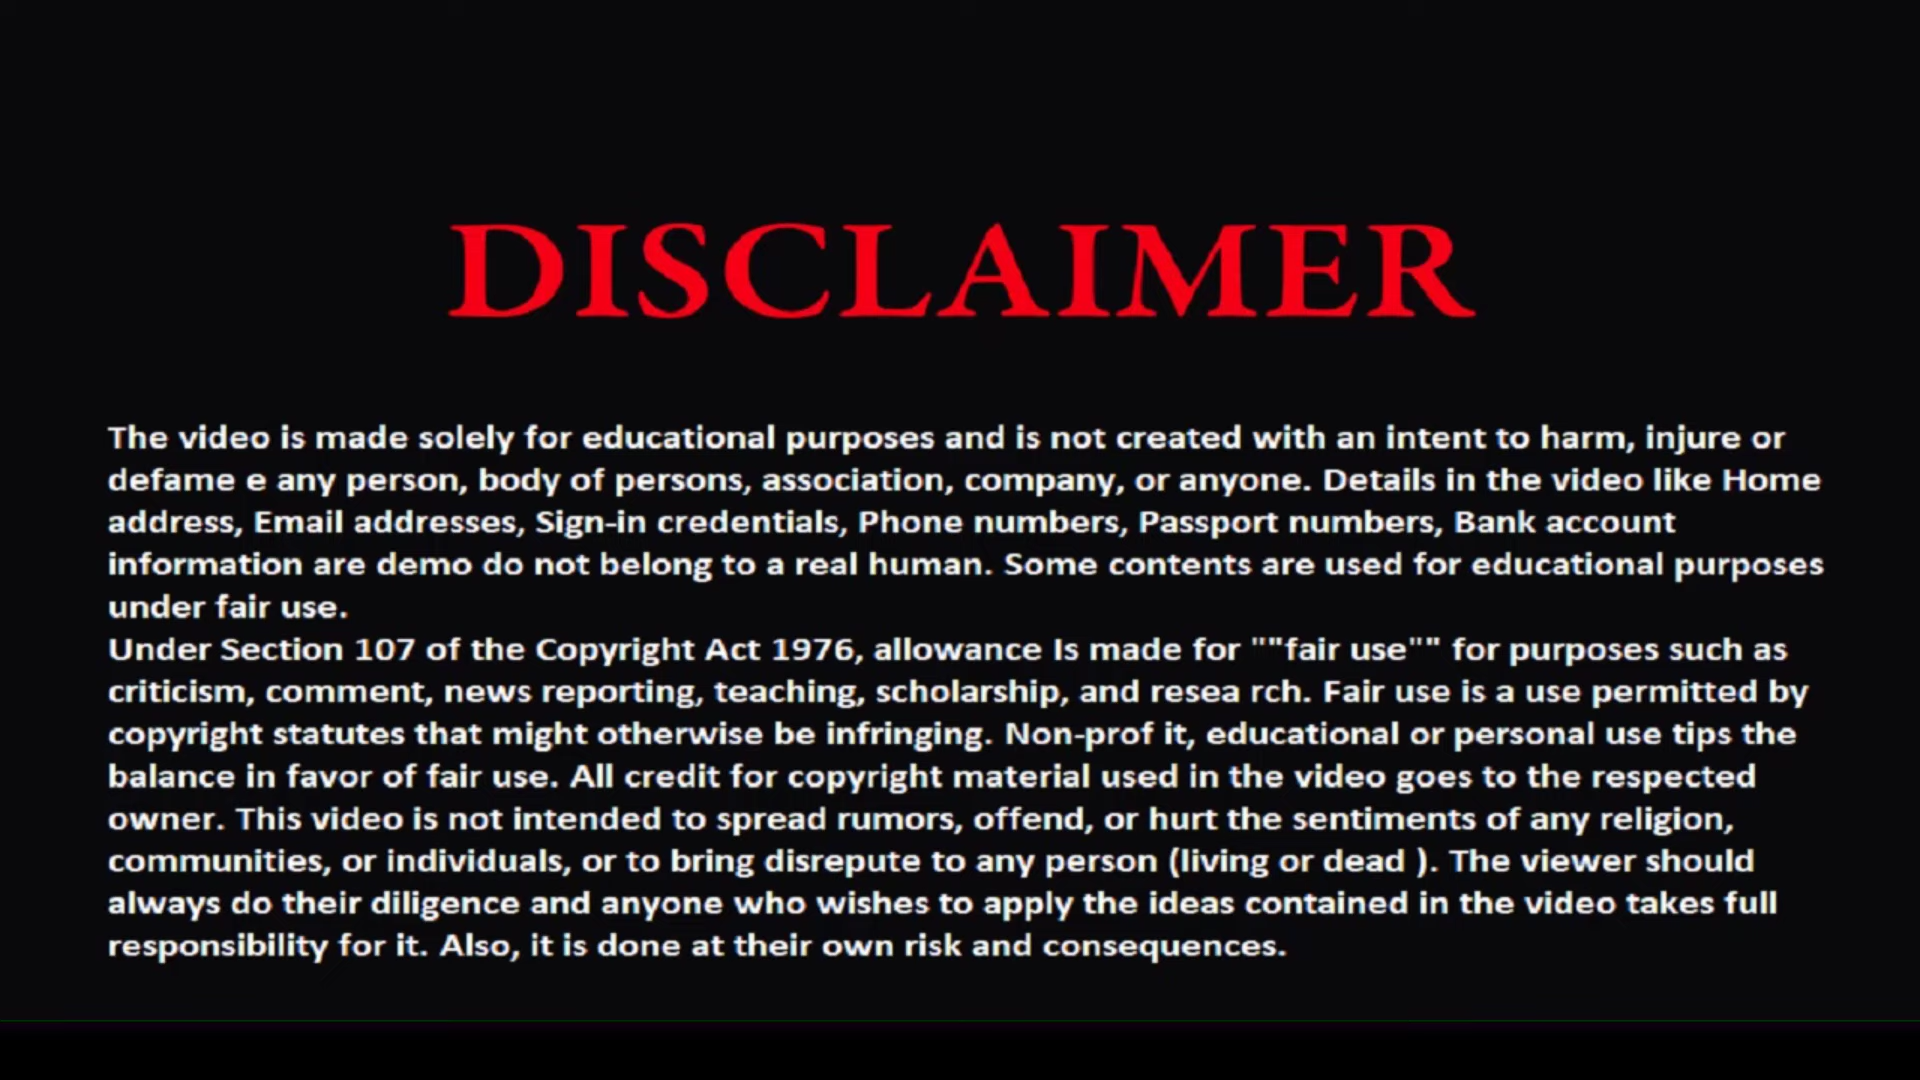 DISCLAIMER
The video is made solely for educational purposes and is not created with an intent to harm, injure or
defame e any person, body of persons, association, company, or anyone. Details in the video like Home
address, Email addresses, Sign-in credentials, Phone numbers, Passport numbers, Bank account
information are demo do not belong to a real human. Some contents are used for educational purposes
under fair use.
Under Section 107 of the Copyright Act 1976, allowance Is made for ""fair use"" for purposes such as
criticism, comment, news reporting, teaching, scholarship, and resea rch. Fair use is a use permitted by
copyright statutes that might otherwise be infringing. Non-prof it, educational or personal use tips the
balance in favor of fair use. All credit for copyright material used in the video goes to the respected
owner. This video is not intended to spread rumors, offend, or hurt the sentiments of any religion,
communities, or individuals, or to bring disrepute to any person (living or dead ). The viewer should
always do their diligence and anyone who wishes to apply the ideas contained in the video takes full
responsibility for it. Also, it is done at their own risk and consequences.